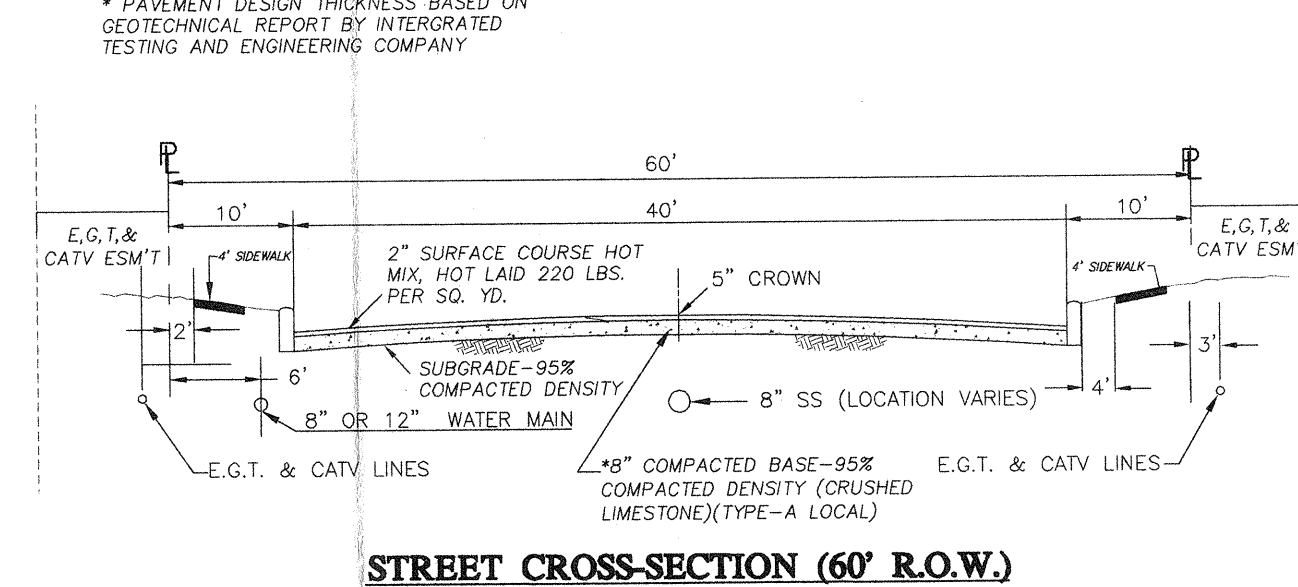 * PAVEMENT DESIGN THICKNESS BASED ON
GEOTECHNICAL REPORT BY INTERGRATED
TESTING AND ENGINEERING COMPANY
PL
PL
60'
10'
40'
10'
E,G,T,&
CATV ESM'T
4' SIDEWALK
2" SURFACE COURSE HOT
MIX, HOT LAID 220 LBS.
PER SQ. YD.
5" CROWN
4' SIDEWALK
E,G,T,&
CATV ESM
2'
6'
SUBGRADE-95%
COMPACTED DENSITY
3'
4'
8" OR 12" WATER MAIN
8" SS (LOCATION VARIES)
E.G.T. & CATV LINES
*8" COMPACTED BASE-95%
COMPACTED DENSITY (CRUSHED
LIMESTONE)(TYPE-A LOCAL)
E.G.T. & CATV LINES
STREET CROSS-SECTION (60' R.O.W.)